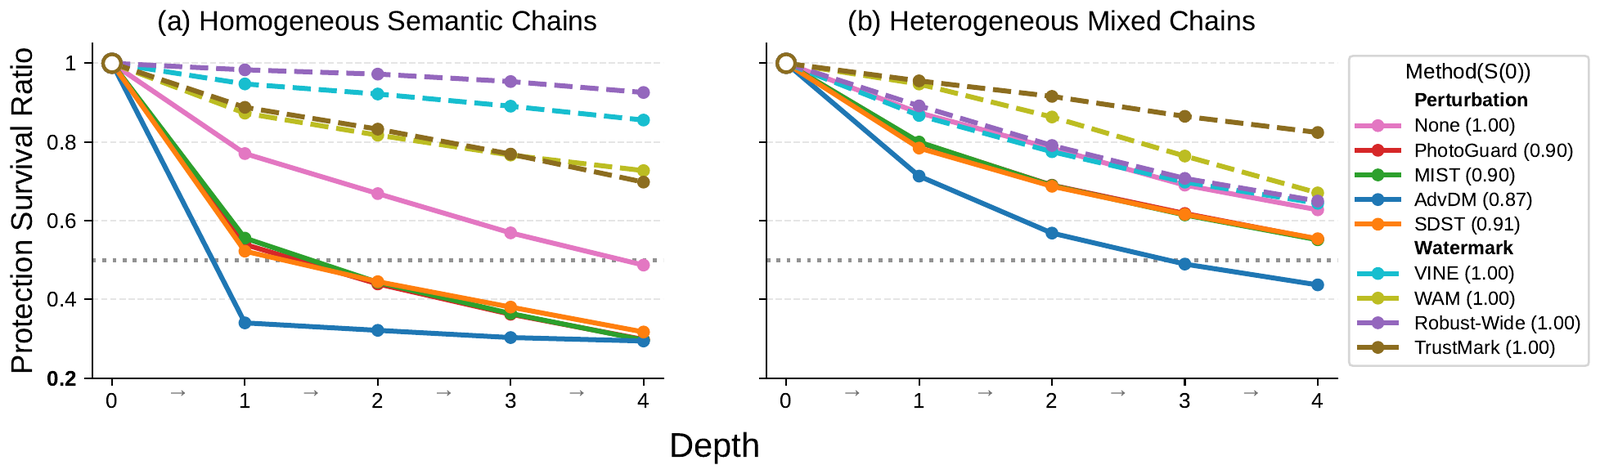 (a) Homogeneous Semantic Chains
(b) Heterogeneous Mixed Chains
Protection Survival Ratio
1
0.8
0.6
0.4
0.2
0 → 1 → 2 → 3 → 4
0 → 1 → 2 → 3 → 4
Depth
Method(S(0))
Perturbation
None (1.00)
PhotoGuard (0.90)
MIST (0.90)
AdvDM (0.87)
SDST (0.91)
Watermark
VINE (1.00)
WAM (1.00)
Robust-Wide (1.00)
TrustMark (1.00)